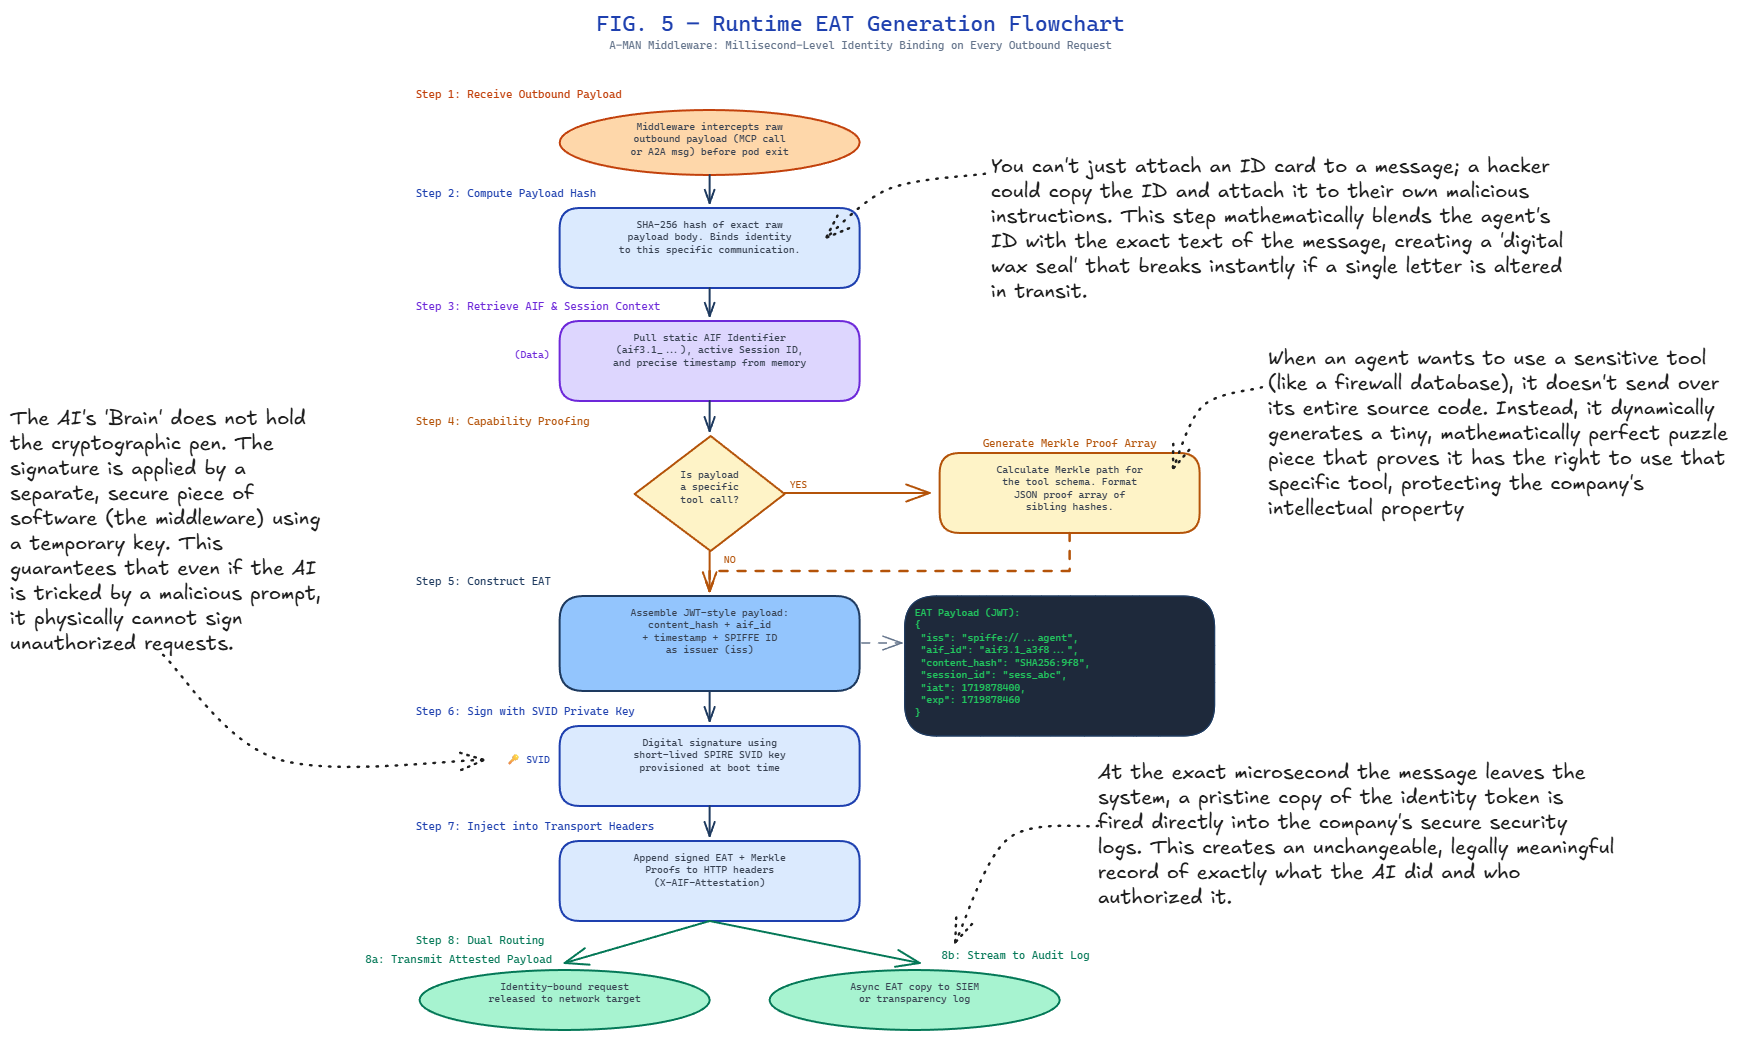 FIG. 5 — Runtime EAT Generation Flowchart
A-MAN Middleware: Millisecond-Level Identity Binding on Every Outbound Request
Step 1: Receive Outbound Payload
Middleware intercepts raw
outbound payload (MCP call
or A2A msg) before pod exit
Step 2: Compute Payload Hash
SHA-256 hash of exact raw
payload body. Binds identity
to this specific communication.
You can't just attach an ID card to a message; a hacker
could copy the ID and attach it to their own malicious
instructions. This step mathematically blends the agent's
ID with the exact text of the message, creating a 'digital
wax seal' that breaks instantly if a single letter is altered
in transit.
Step 3: Retrieve AIF & Session Context
(Data)
Pull static AIF Identifier
(aif3.1_...), active Session ID,
and precise timestamp from memory
When an agent wants to use a sensitive tool
(like a firewall database), it doesn't send over
its entire source code. Instead, it dynamically
generates a tiny, mathematically perfect puzzle
piece that proves it has the right to use that
specific tool, protecting the company's
intellectual property
The AI's 'Brain' does not hold
the cryptographic pen. The
signature is applied by a
separate, secure piece of
software (the middleware) using
a temporary key. This
guarantees that even if the AI
is tricked by a malicious prompt,
it physically cannot sign
unauthorized requests.
Step 4: Capability Proofing
Is payload
a specific
tool call?
YES
Generate Merkle Proof Array
Calculate Merkle path for
the tool schema. Format
JSON proof array of
sibling hashes.
NO
Step 5: Construct EAT
Assemble JWT-style payload:
content_hash + aif_id
+ timestamp + SPIFFE ID
as issuer (iss)
EAT Payload (JWT):
{
"iss": "spiffe://...agent",
"aif_id": "aif3.1_a3f8...",
"content_hash": "SHA256:9f8",
"session_id": "sess_abc",
"iat": 1719878400,
"exp": 1719878460
}
Step 6: Sign with SVID Private Key
🔑 SVID
Digital signature using
short-lived SPIRE SVID key
provisioned at boot time
At the exact microsecond the message leaves the
system, a pristine copy of the identity token is
fired directly into the company's secure security
logs. This creates an unchangeable, legally meaningful
record of exactly what the AI did and who
authorized it.
Step 7: Inject into Transport Headers
Append signed EAT + Merkle
Proofs to HTTP headers
(X-AIF-Attestation)
Step 8: Dual Routing
8a: Transmit Attested Payload
Identity-bound request
released to network target
8b: Stream to Audit Log
Async EAT copy to SIEM
or transparency log